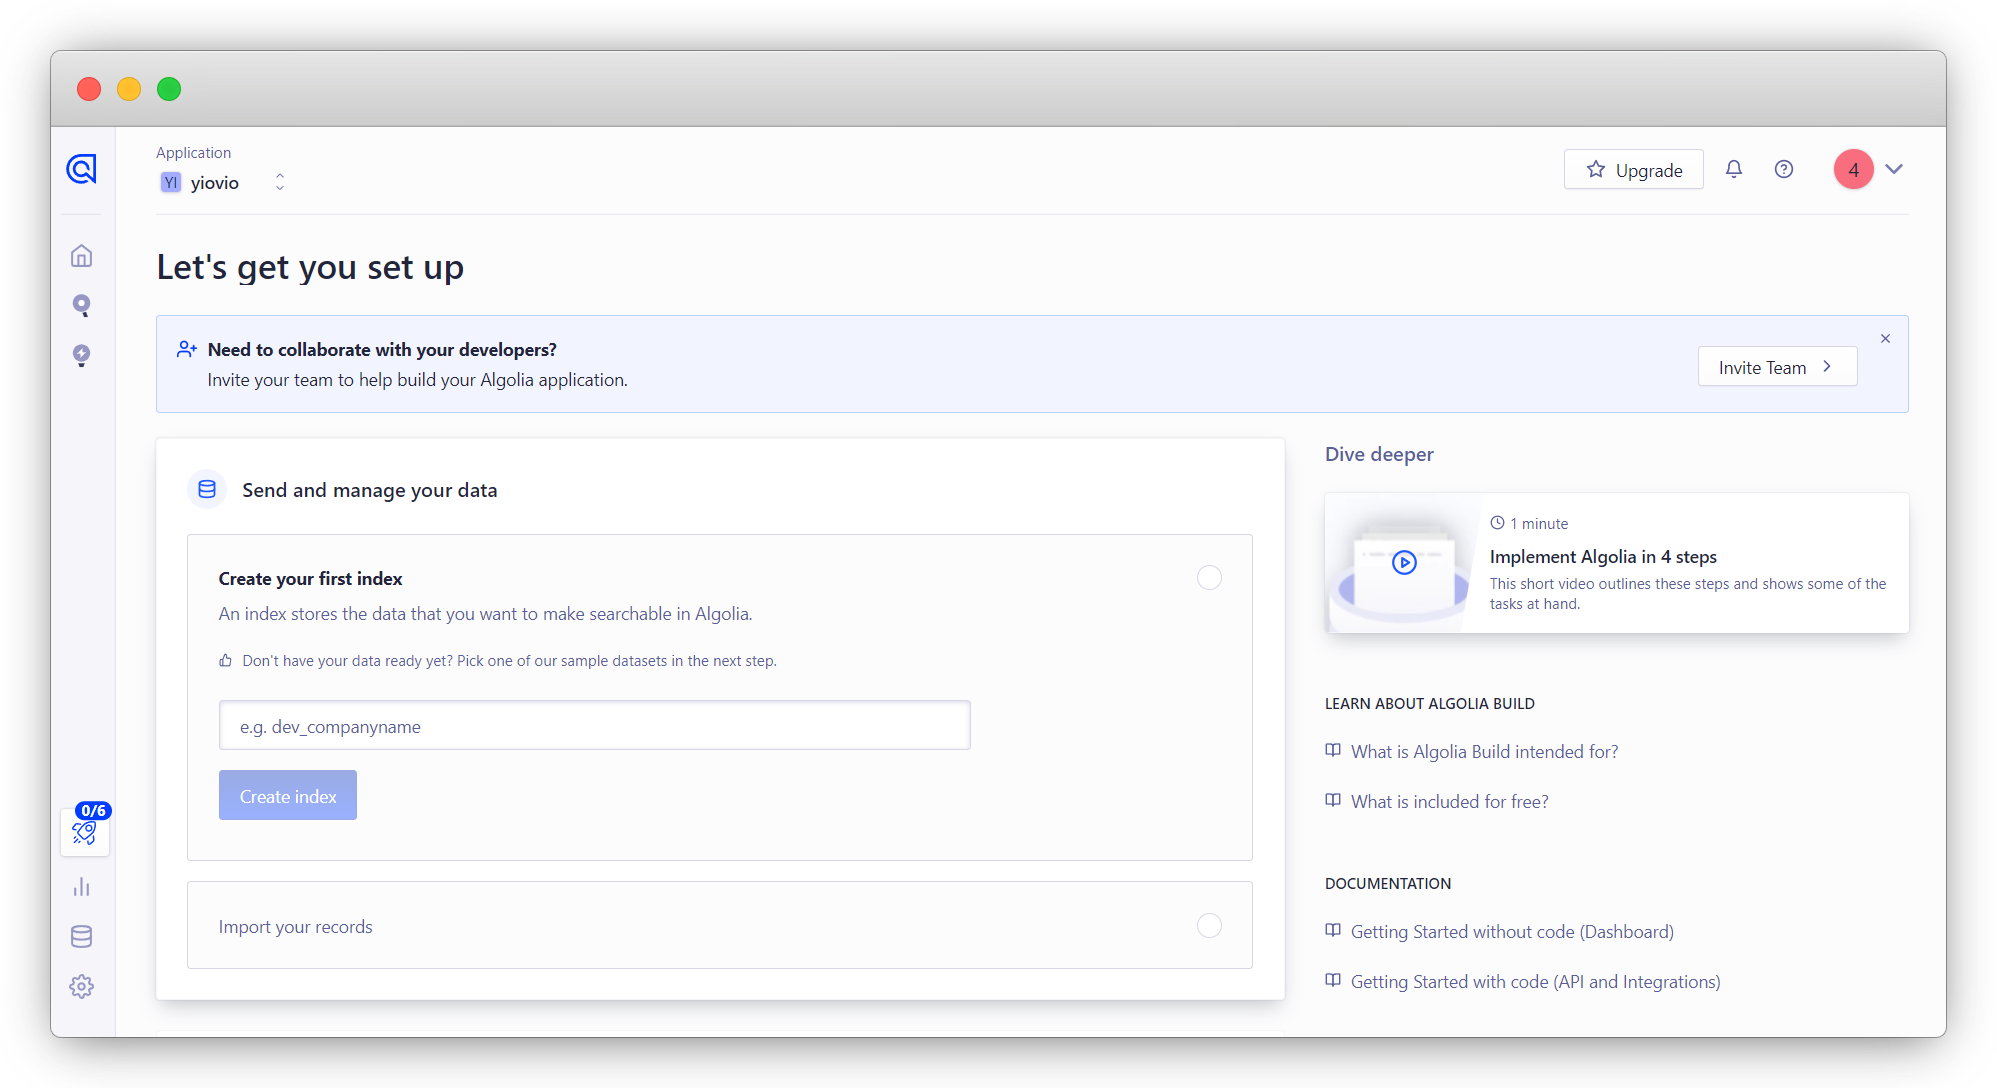 Application
YI yiovio
Upgrade
4
Let's get you set up
Need to collaborate with your developers?
Invite your team to help build your Algolia application.
Invite Team
Send and manage your data
Create your first index
An index stores the data that you want to make searchable in Algolia.
Don't have your data ready yet? Pick one of our sample datasets in the next step.
e.g. dev_companyname
Create index
Import your records
0/6
Dive deeper
1 minute
Implement Algolia in 4 steps
This short video outlines these steps and shows some of the
tasks at hand.
LEARN ABOUT ALGOLIA BUILD
What is Algolia Build intended for?
What is included for free?
DOCUMENTATION
Getting Started without code (Dashboard)
Getting Started with code (API and Integrations)